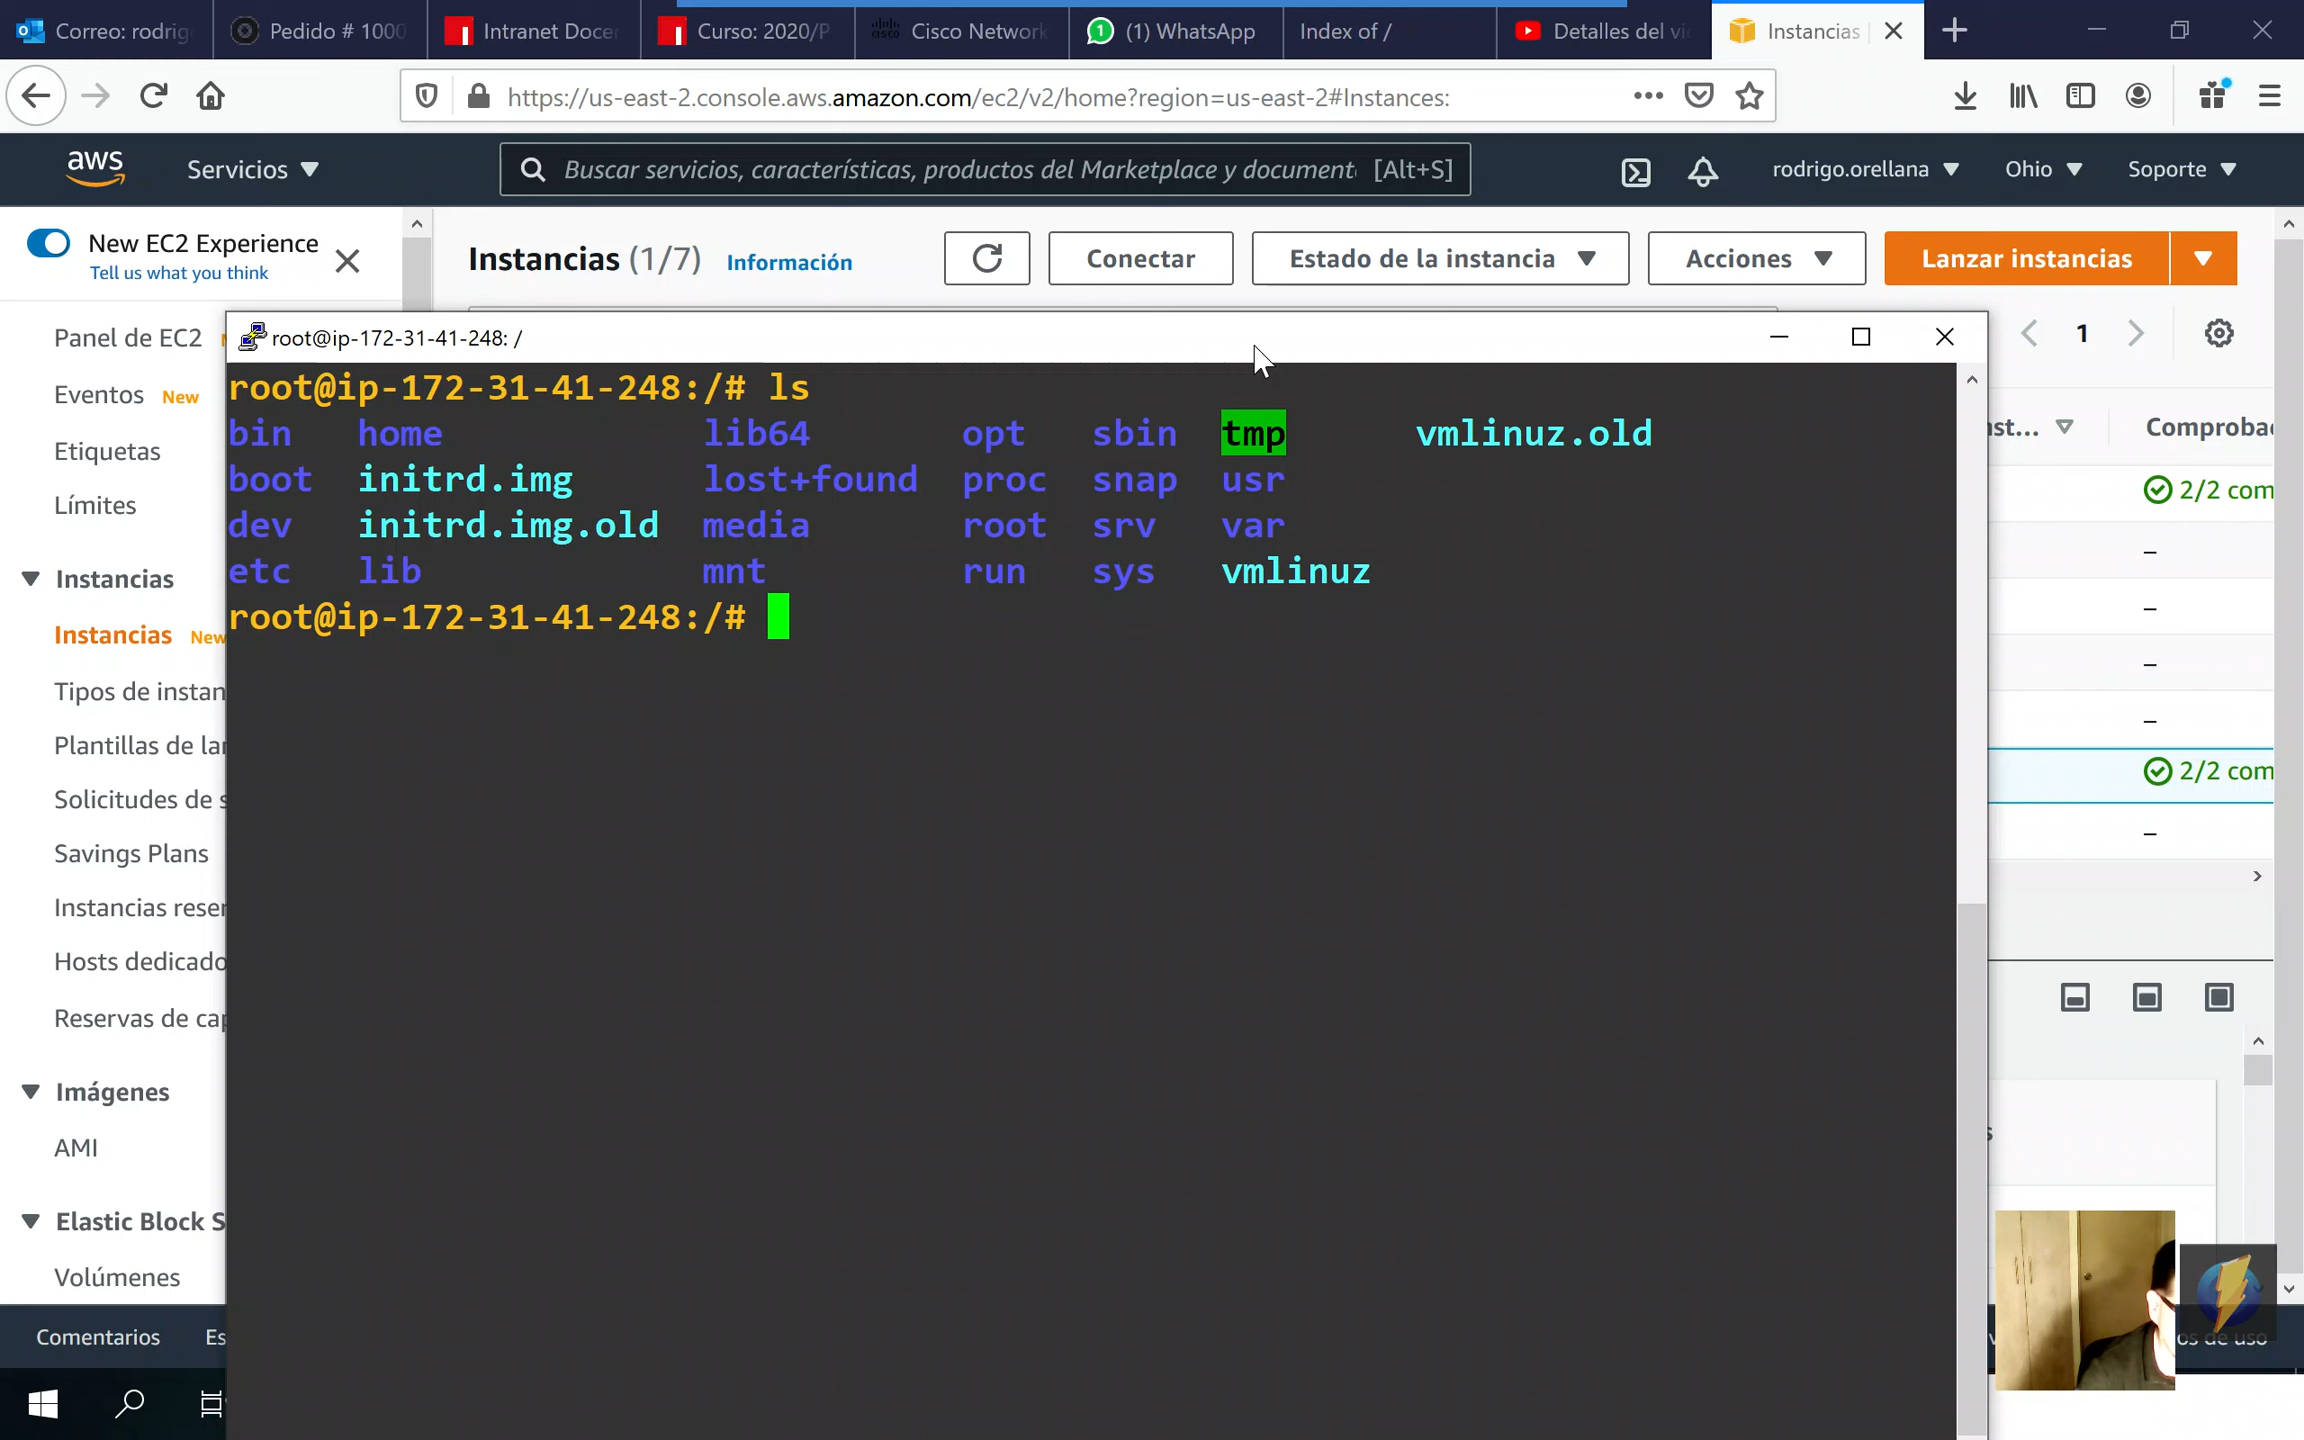 Correo: rodrig
Pedido # 1000
Intranet Docen
Curso: 2020/P
Cisco Network
(1) WhatsApp
Index of /
Detalles del vi
Instancias
https://us-east-2.console.aws.amazon.com/ec2/v2/home?region=us-east-2#Instances:
aws
Servicios
Buscar servicios, características, productos del Marketplace y document [Alt+S]
rodrigo.orellana
Ohio
Soporte
New EC2 Experience
Tell us what you think
Instancias (1/7) Información
Conectar
Estado de la instancia
Acciones
Lanzar instancias
1
Panel de EC2
Eventos New
Etiquetas
Límites
Instancias
Instancias New
Tipos de instan
Plantillas de la
Solicitudes de s
Savings Plans
Instancias reser
Hosts dedicado
Reservas de cap
Imágenes
AMI
Elastic Block S
Volúmenes
root@ip-172-31-41-248: /
root@ip-172-31-41-248:/# ls
bin home lib64 opt sbin tmp vmlinuz.old
boot initrd.img lost+found proc snap usr
dev initrd.img.old media root srv var
etc lib mnt run sys vmlinuz
root@ip-172-31-41-248:/#
nst...
Comprobac
2/2 com
–
–
–
–
2/2 com
–
Comentarios
Es
os de uso